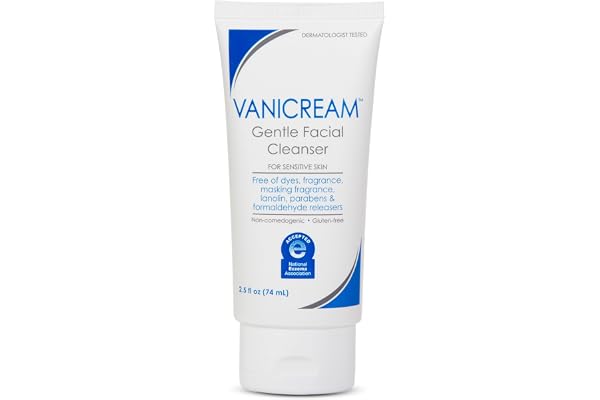 DERMATOLOGIST TESTED
VANICREAM™
Gentle Facial
Cleanser
FOR SENSITIVE SKIN
Free of dyes, fragrance,
masking fragrance,
lanolin, parabens &
formaldehyde releasers
Non-comedogenic • Gluten-free
ACCEPTED
e
National
Eczema
Association
2.5 fl oz (74 mL)